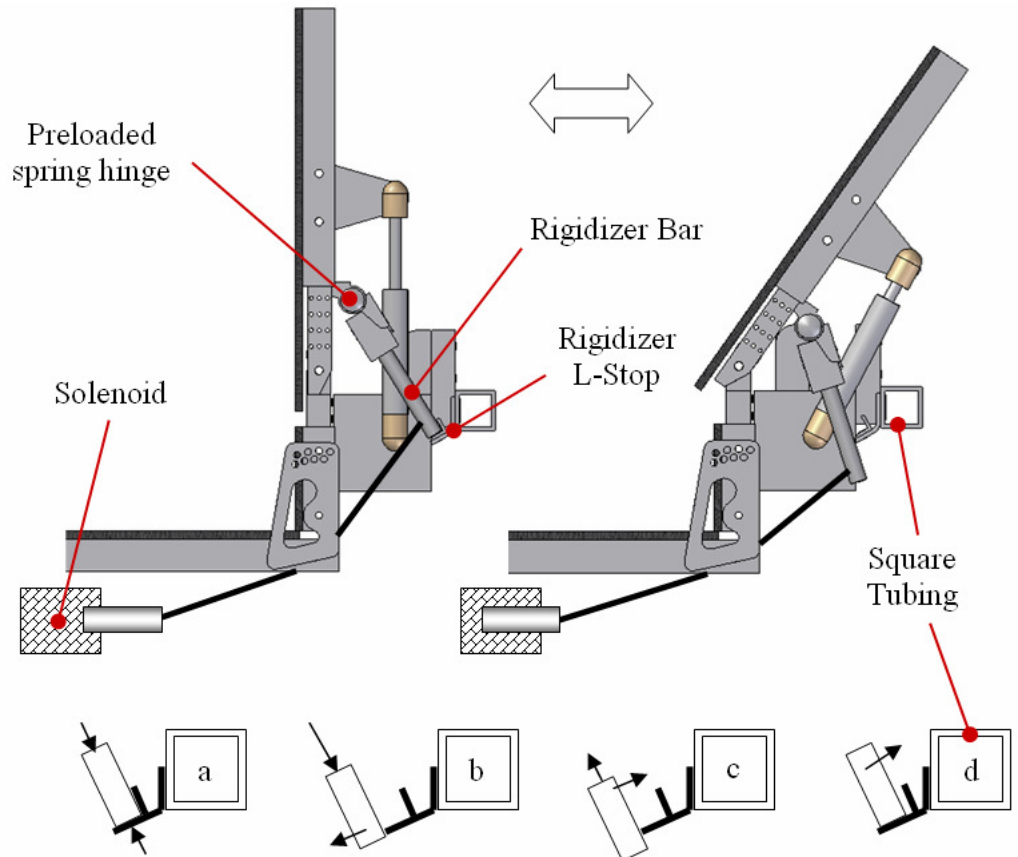 Preloaded
spring hinge
Rigidizer Bar
Rigidizer
L-Stop
Solenoid
Square
Tubing
a
b
c
d